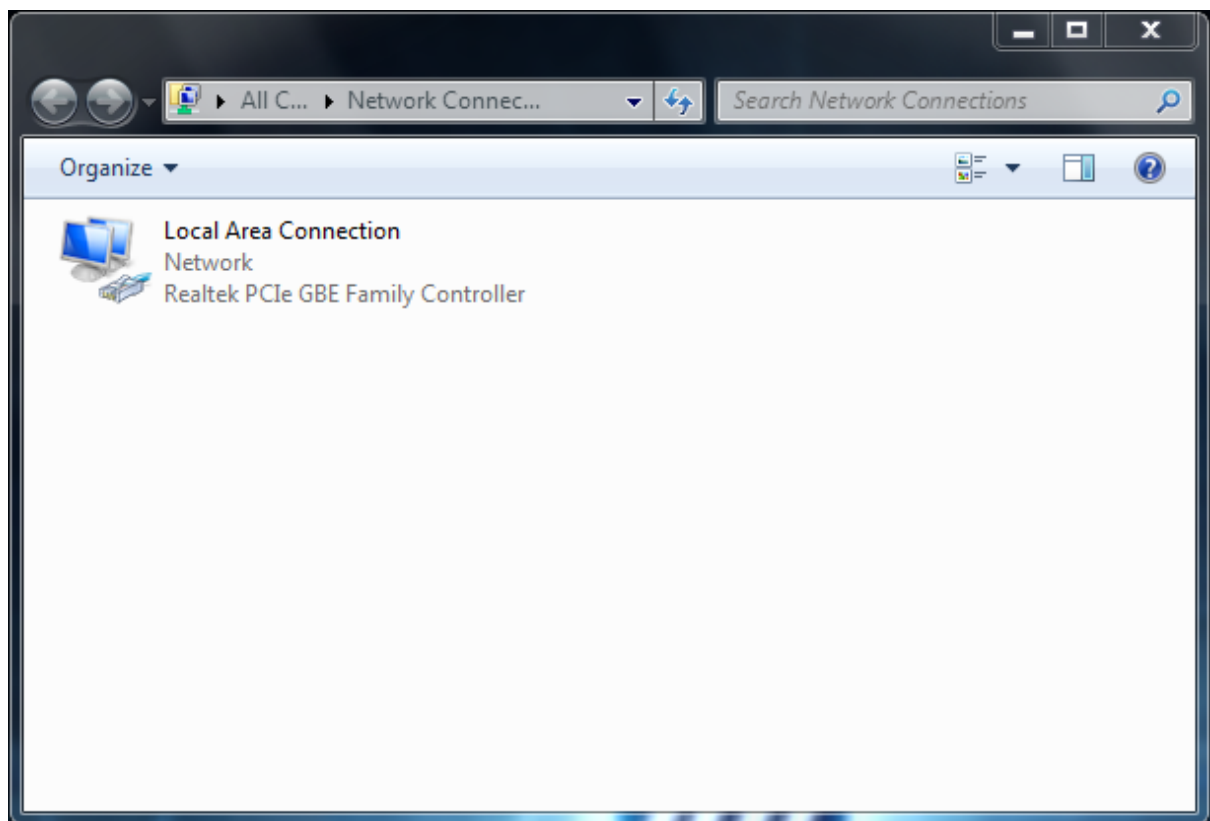 All C... Network Connec...
Search Network Connections
Organize
Local Area Connection
Network
Realtek PCIe GBE Family Controller